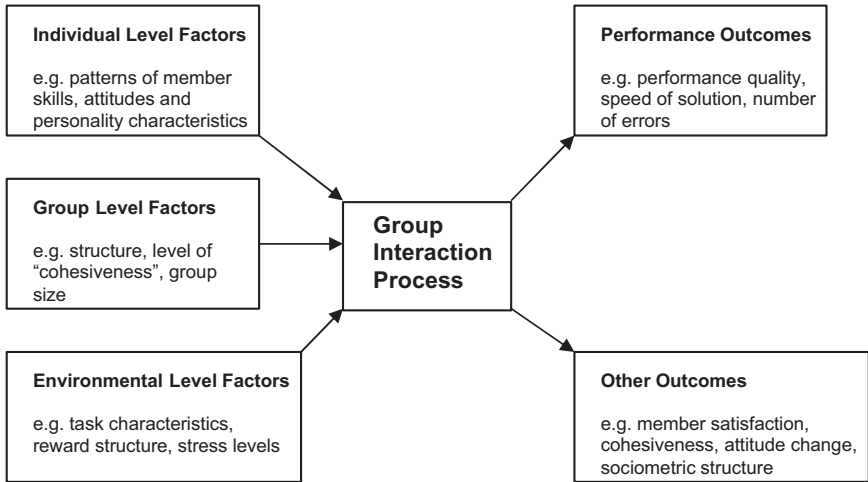 Individual Level Factors
e.g. patterns of member
skills, attitudes and
personality characteristics
Group Level Factors
e.g. structure, level of
“cohesiveness”, group
size
Environmental Level Factors
e.g. task characteristics,
reward structure, stress levels
Group
Interaction
Process
Performance Outcomes
e.g. performance quality,
speed of solution, number
of errors
Other Outcomes
e.g. member satisfaction,
cohesiveness, attitude change,
sociometric structure